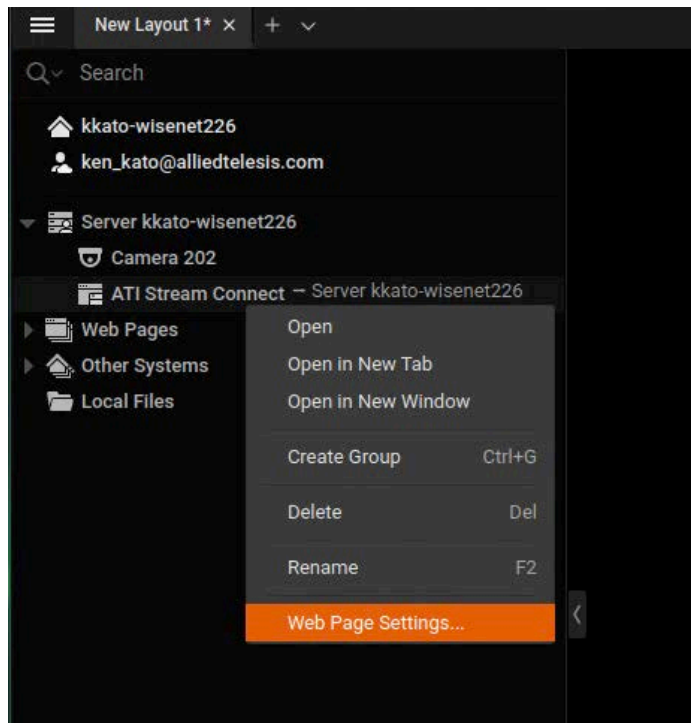 New Layout 1* × + 
Search
kkato-wisenet226
ken_kato@alliedtelesis.com
Server kkato-wisenet226
Camera 202
ATI Stream Connect – Server kkato-wisenet226
Web Pages
Other Systems
Local Files
Open
Open in New Tab
Open in New Window
Create Group Ctrl+G
Delete Del
Rename F2
Web Page Settings...